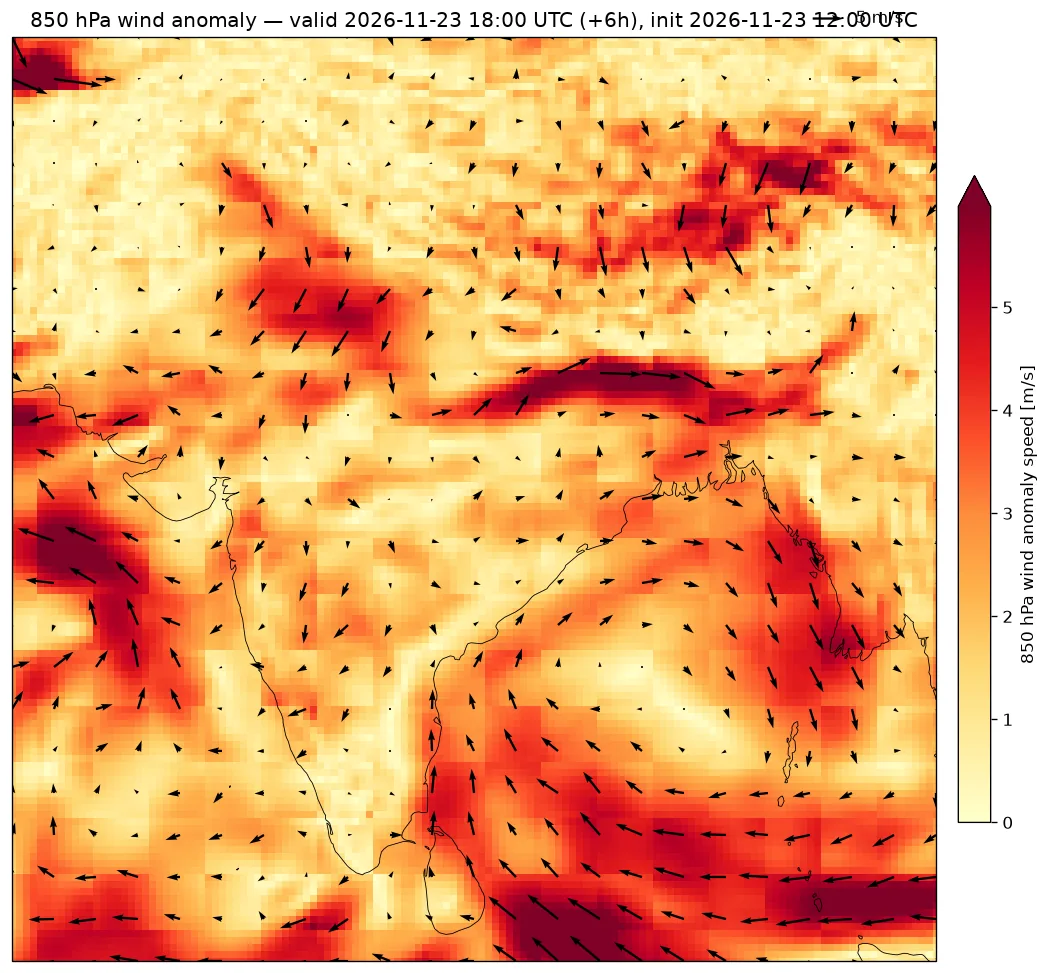 850 hPa wind anomaly — valid 2026-11-23 18:00 UTC (+6h), init 2026-11-23 12:00 UTC
5 m/s
5
4
3
2
1
0
850 hPa wind anomaly speed [m/s]